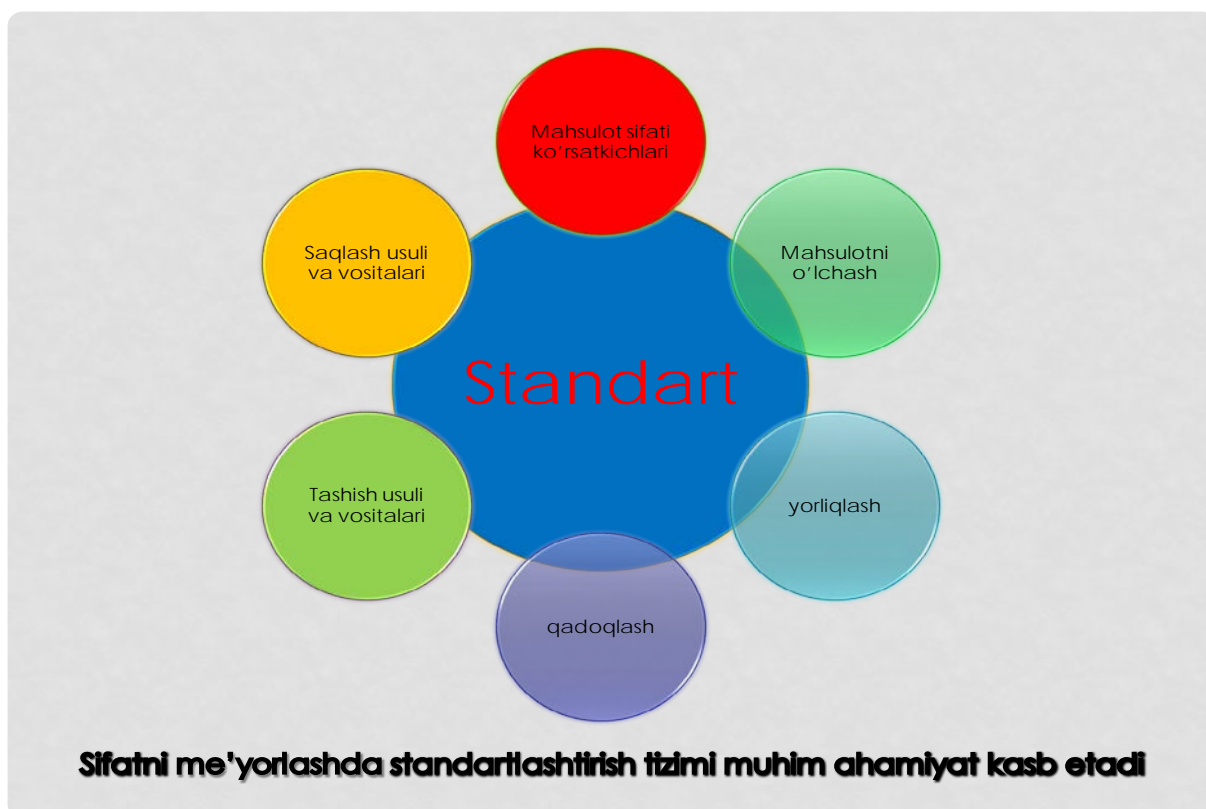 Mahsulot sifati
ko‘rsatkichlari
Saqlash usuli
va vositalari
Mahsulotni
o‘lchash
Standart
Tashish usuli
va vositalari
yorliqlash
qadoqlash
Sifatni me’yorlashda standartlashtirish tizimi muhim ahamiyat kasb etadi